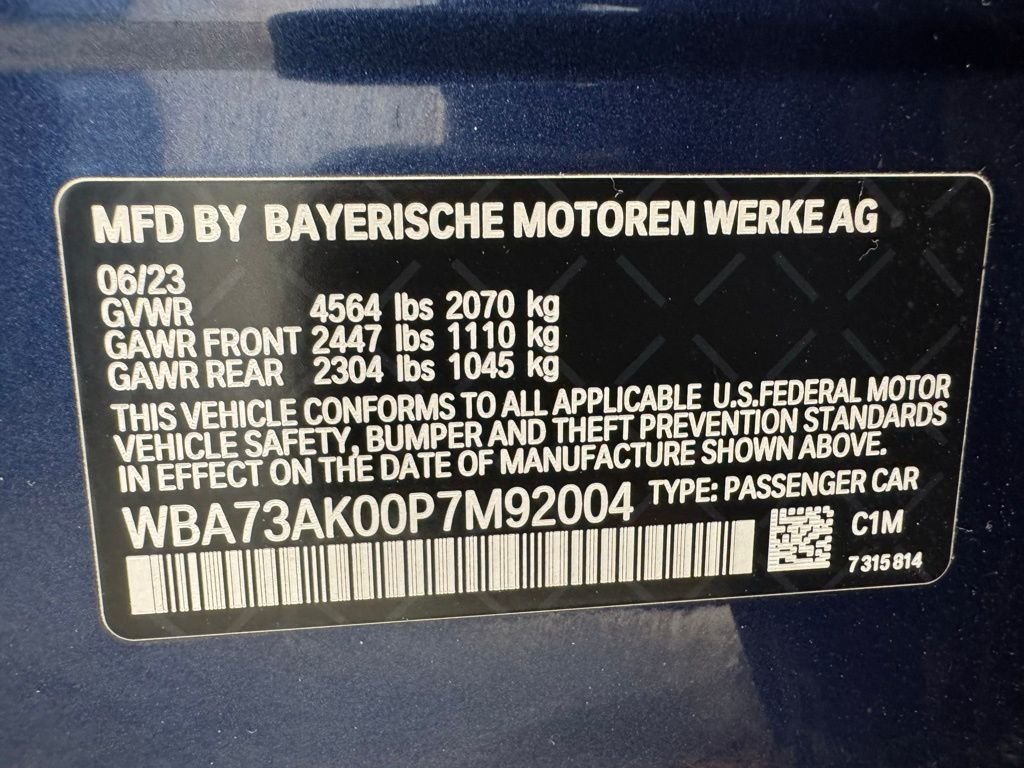 MFD BY BAYERISCHE MOTOREN WERKE AG
06/23
GVWR 4564 lbs 2070 kg
GAWR FRONT 2447 lbs 1110 kg
GAWR REAR 2304 lbs 1045 kg
THIS VEHICLE CONFORMS TO ALL APPLICABLE U.S.FEDERAL MOTOR
VEHICLE SAFETY, BUMPER AND THEFT PREVENTION STANDARDS
IN EFFECT ON THE DATE OF MANUFACTURE SHOWN ABOVE.
WBA73AK00P7M92004 TYPE: PASSENGER CAR
C1M
7 315 814